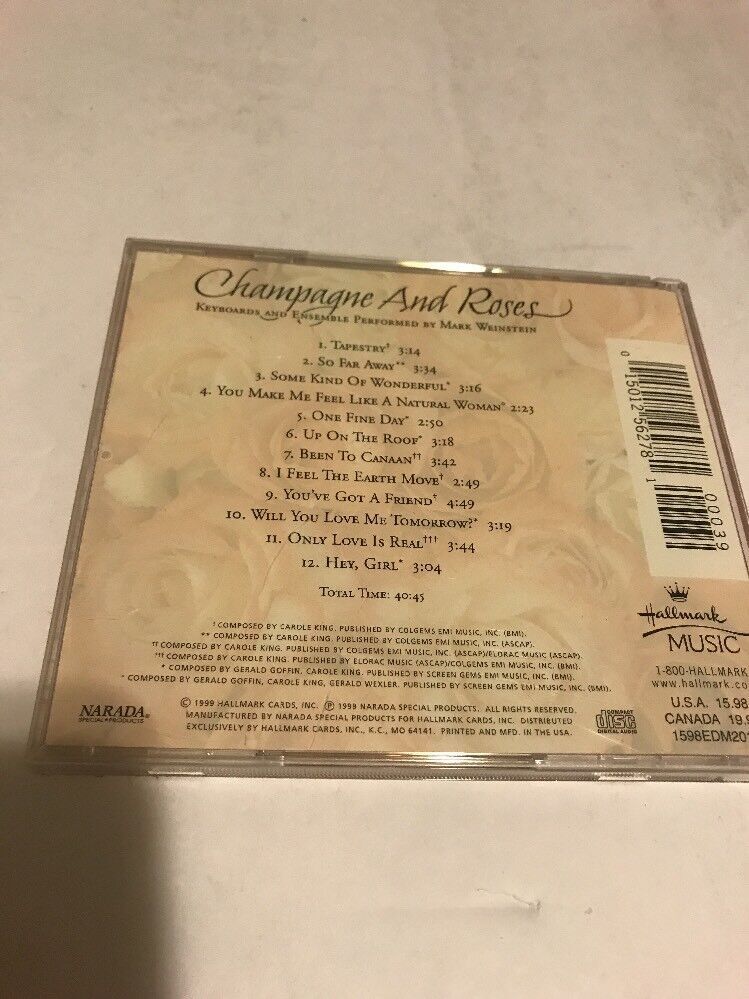 Champagne And Roses
Keyboards and Ensemble Performed by Mark Weinstein
1. Tapestry† 3:14
2. So Far Away** 3:34
3. Some Kind Of Wonderful* 3:16
4. You Make Me Feel Like A Natural Woman° 2:23
5. One Fine Day* 2:50
6. Up On The Roof* 3:18
7. Been To Canaan†† 3:42
8. I Feel The Earth Move† 2:49
9. You've Got A Friend† 4:49
10. Will You Love Me Tomorrow?* 3:19
11. Only Love Is Real††† 3:44
12. Hey, Girl* 3:04
Total Time: 40:45
† COMPOSED BY CAROLE KING. PUBLISHED BY COLGEMS EMI MUSIC, INC. (BMI).
** COMPOSED BY CAROLE KING. PUBLISHED BY COLGEMS EMI MUSIC, INC. (ASCAP).
†† COMPOSED BY CAROLE KING. PUBLISHED BY COLGEMS EMI MUSIC, INC. (ASCAP)/ELORAC MUSIC (ASCAP).
††† COMPOSED BY CAROLE KING. PUBLISHED BY ELORAC MUSIC (ASCAP)/COLGEMS EMI MUSIC, INC. (BMI).
* COMPOSED BY GERALD GOFFIN, CAROLE KING. PUBLISHED BY SCREEN GEMS EMI MUSIC, INC. (BMI).
° COMPOSED BY GERALD GOFFIN, CAROLE KING, GERALD WEXLER. PUBLISHED BY SCREEN GEMS EMI MUSIC, INC. (BMI).
© 1999 HALLMARK CARDS, INC. ℗ 1999 NARADA SPECIAL PRODUCTS. ALL RIGHTS RESERVED.
MANUFACTURED BY NARADA SPECIAL PRODUCTS FOR HALLMARK CARDS, INC. DISTRIBUTED
EXCLUSIVELY BY HALLMARK CARDS, INC., K.C., MO 64141. PRINTED AND MFD. IN THE USA.
NARADA®
SPECIAL•PRODUCTS
COMPACT
disc
DIGITAL AUDIO
0 15012 56278 1
00039
Hallmark
MUSIC
1-800-HALLMARK
www.hallmark.co
U.S.A. 15.98
CANADA 19.9
1598EDM201